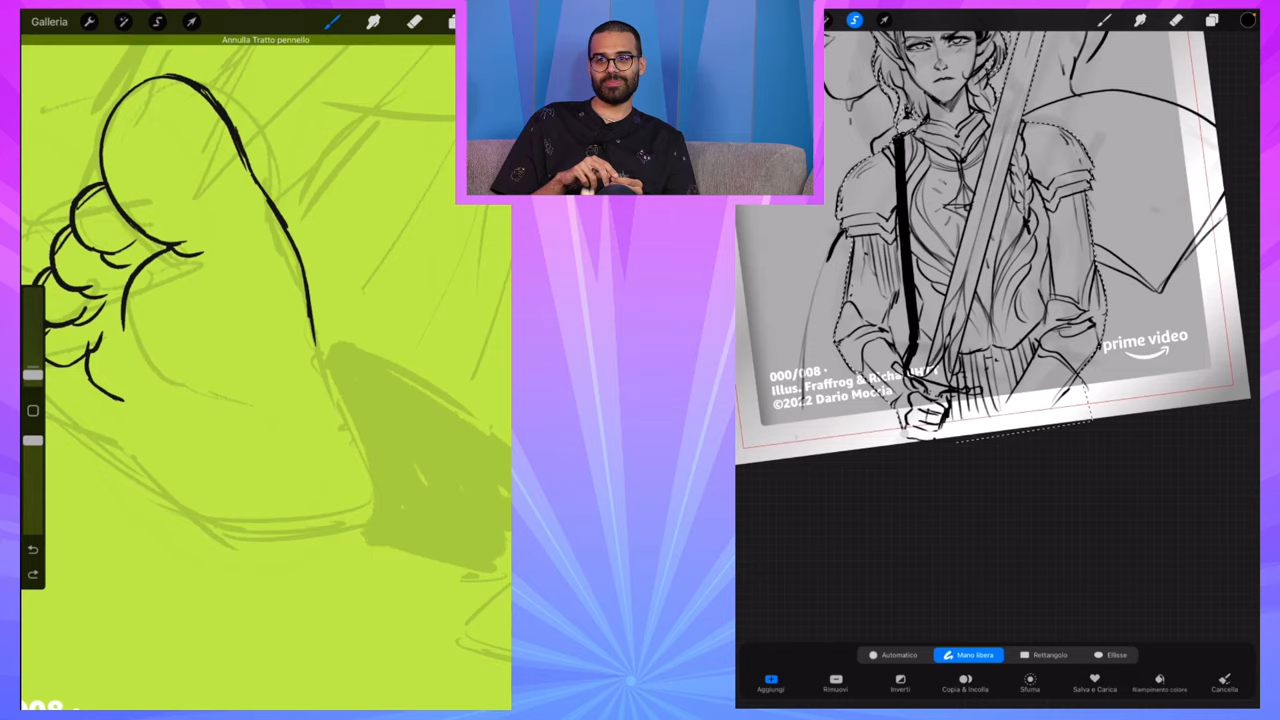 Galleria
Annulla Tratto pennello
prime video
000/008 ·
Illus. Fraffrog &
©2022 Dario Moccia
Automatico
Mano libera
Rettangolo
Ellisse
Aggiungi
Rimuovi
Inverti
Copia & Incolla
Sfuma
Salva e Carica
Riempimento colore
Cancella